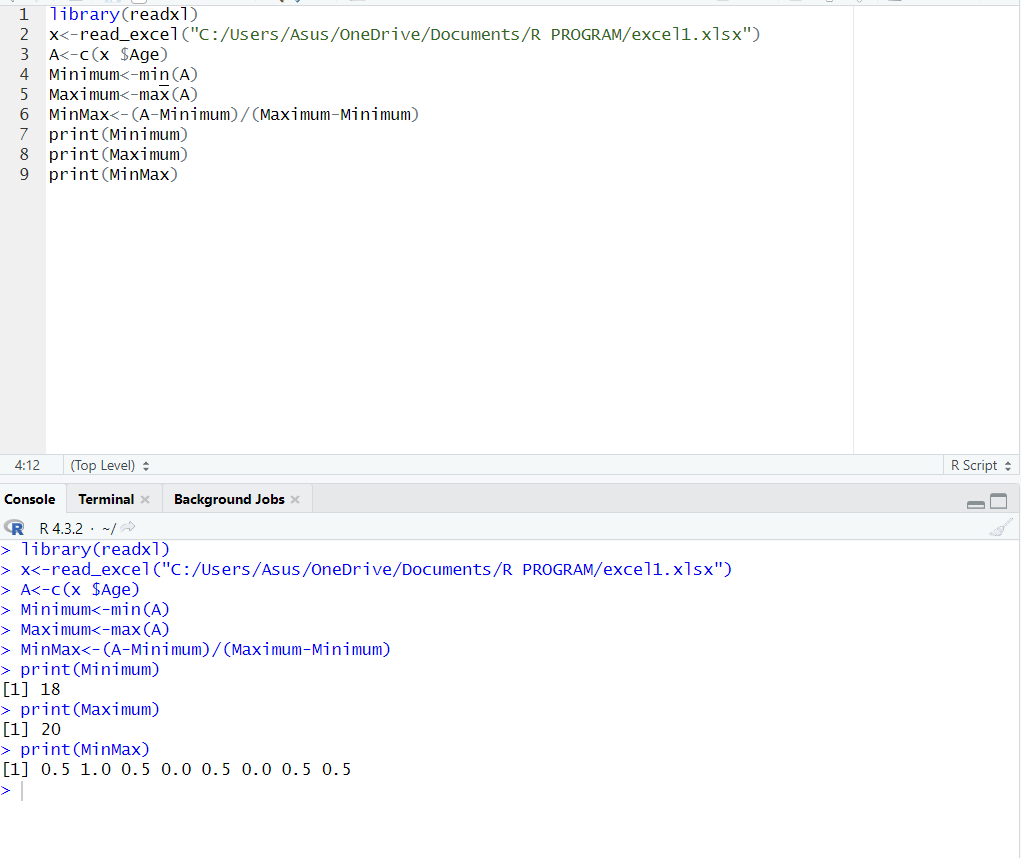 1 library(readxl)
2 x<-read_excel("C:/Users/Asus/OneDrive/Documents/R PROGRAM/excel1.xlsx")
3 A<-c(x $Age)
4 Minimum<-min(A)
5 Maximum<-max(A)
6 MinMax<-(A-Minimum)/(Maximum-Minimum)
7 print(Minimum)
8 print(Maximum)
9 print(MinMax)
4:12 (Top Level) R Script
Console Terminal Background Jobs
R 4.3.2 · ~/
> library(readxl)
> x<-read_excel("C:/Users/Asus/OneDrive/Documents/R PROGRAM/excel1.xlsx")
> A<-c(x $Age)
> Minimum<-min(A)
> Maximum<-max(A)
> MinMax<-(A-Minimum)/(Maximum-Minimum)
> print(Minimum)
[1] 18
> print(Maximum)
[1] 20
> print(MinMax)
[1] 0.5 1.0 0.5 0.0 0.5 0.0 0.5 0.5
>